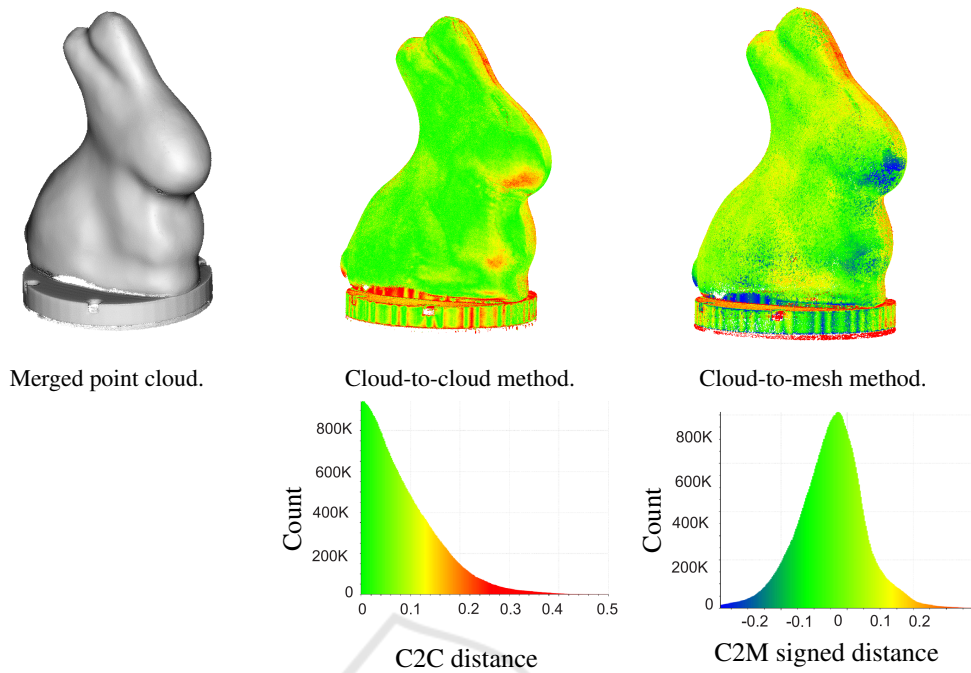 Merged point cloud.
Cloud-to-cloud method.
Cloud-to-mesh method.
800K
600K
400K
200K
0
Count
0 0.1 0.2 0.3 0.4 0.5
C2C distance
800K
600K
400K
200K
0
Count
-0.2 -0.1 0 0.1 0.2
C2M signed distance